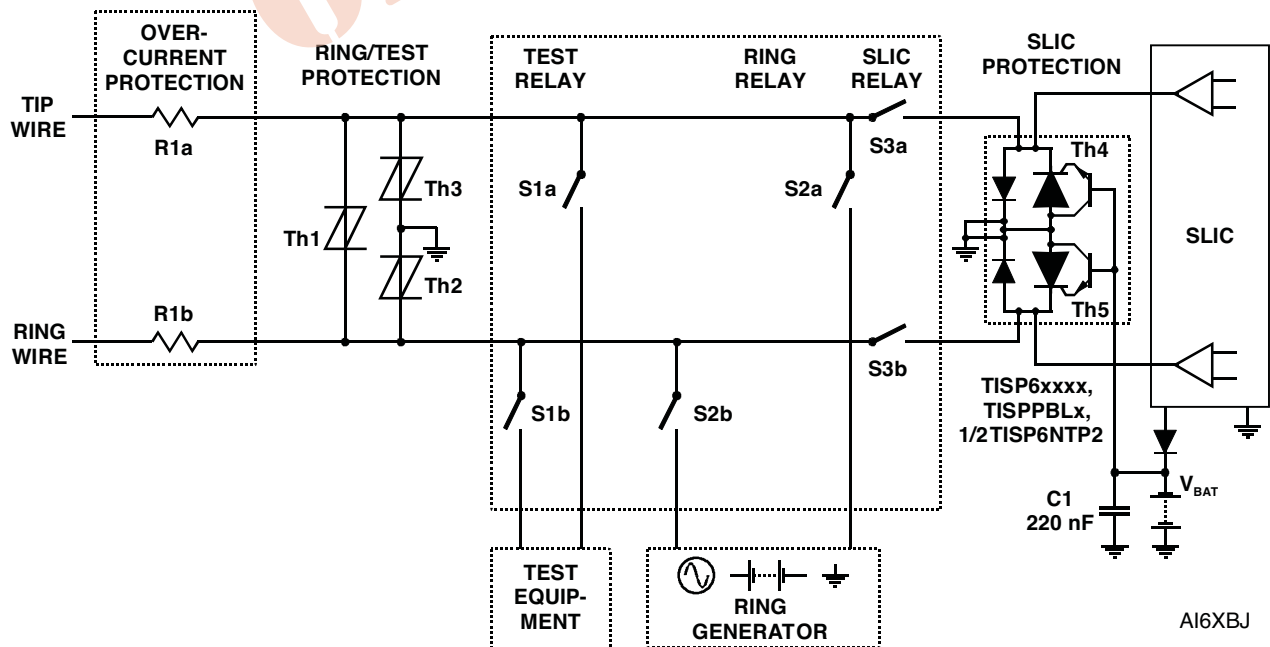 OVER-
CURRENT
PROTECTION
RING/TEST
PROTECTION
TEST
RELAY
RING
RELAY
SLIC
RELAY
SLIC
PROTECTION
TIP
WIRE
R1a
Th3
Th1
Th2
S1a
S2a
S3a
Th4
SLIC
RING
WIRE
R1b
S3b
Th5
S1b
S2b
TISP6xxxx,
TISPPBLx,
1/2TISP6NTP2
C1
220 nF
VBAT
TEST
EQUIP-
MENT
RING
GENERATOR
AI6XBJ